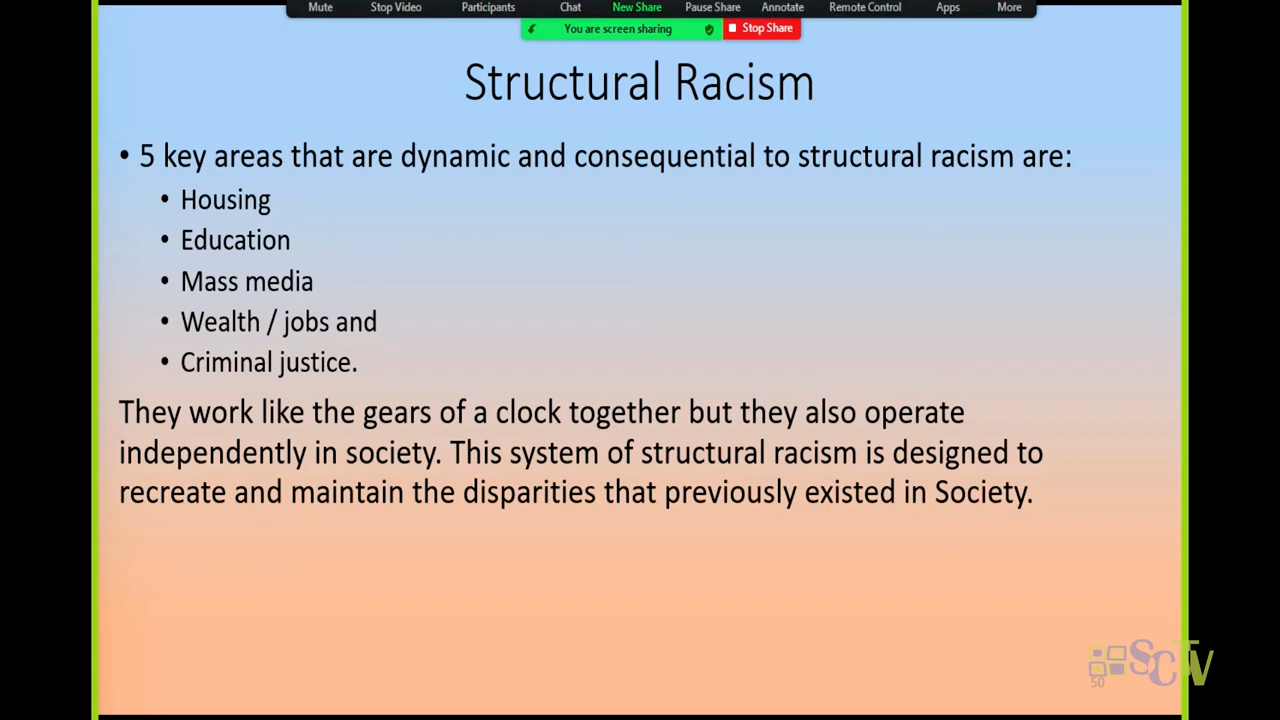 Mute Stop Video Participants Chat New Share Pause Share Annotate Remote Control Apps More
You are screen sharing Stop Share
Structural Racism
• 5 key areas that are dynamic and consequential to structural racism are:
• Housing
• Education
• Mass media
• Wealth / jobs and
• Criminal justice.
They work like the gears of a clock together but they also operate
independently in society. This system of structural racism is designed to
recreate and maintain the disparities that previously existed in Society.
SCTV
50